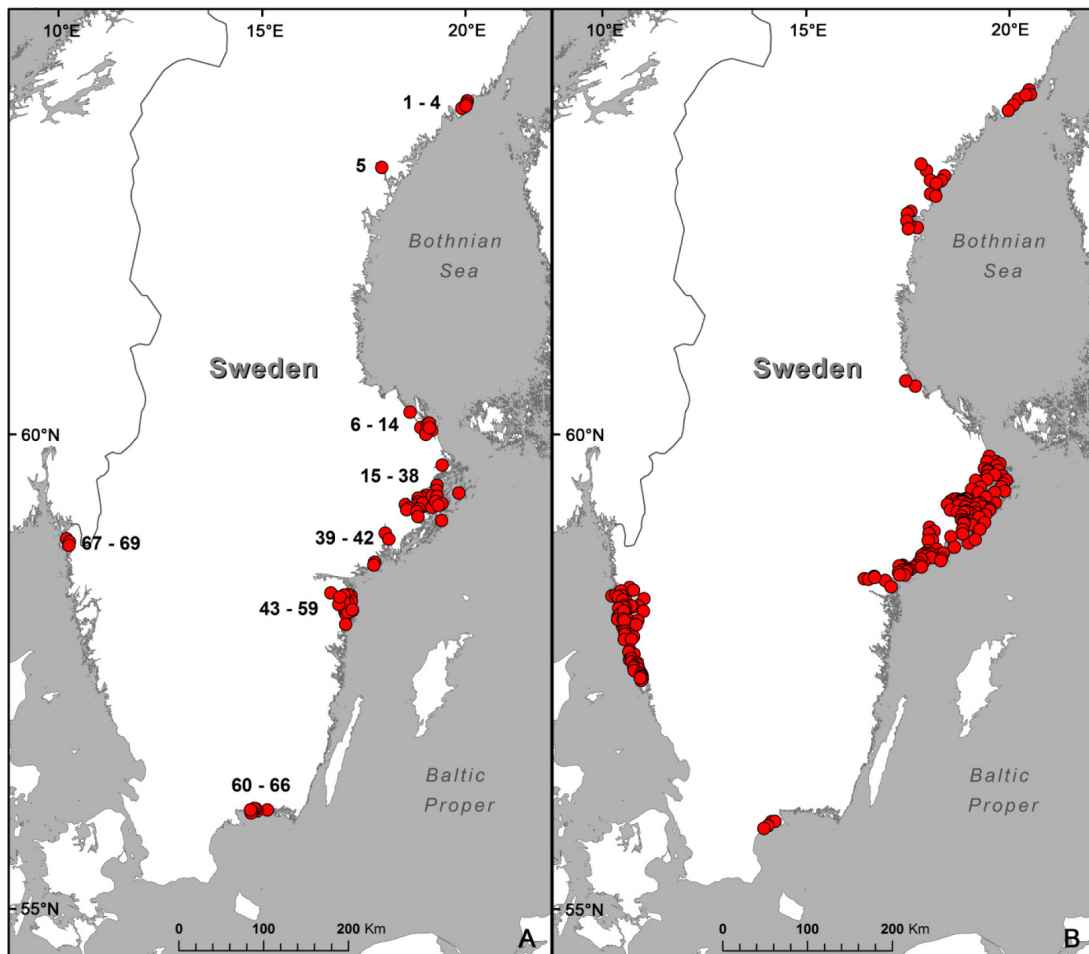 10°E 15°E 20°E
10°E 15°E 20°E
1 - 4
5
Bothnian
Sea
Bothnian
Sea
Sweden
Sweden
6 - 14
60°N
60°N
15 - 38
39 - 42
67 - 69
43 - 59
60 - 66
Baltic
Proper
Baltic
Proper
55°N
55°N
0 100 200 Km
A
0 100 200 Km
B